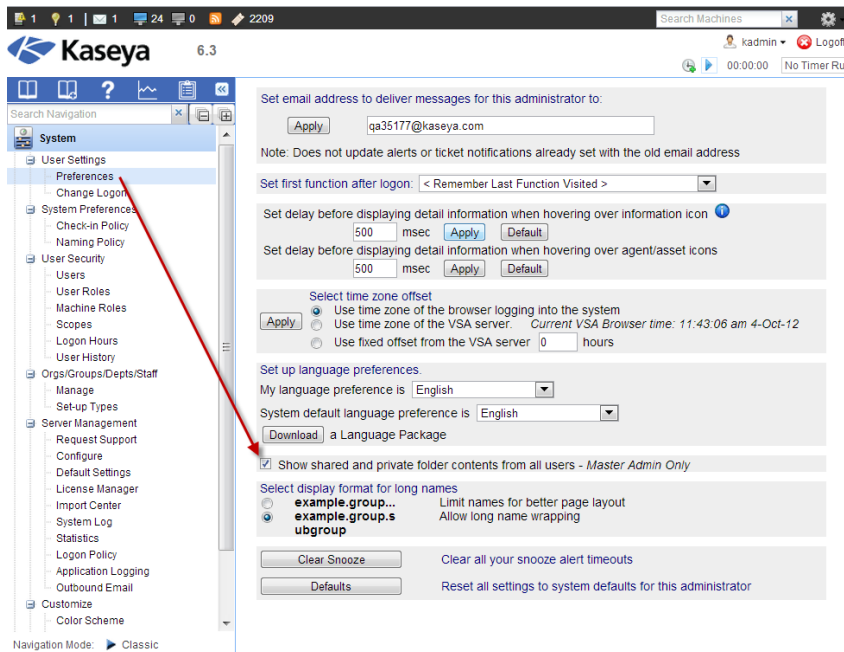 1 1 1 24 0 2209 Search Machines
Kaseya 6.3
kadmin Logoff
00:00:00 No Timer Ru
Search Navigation
System
User Settings
Preferences
Change Logon
System Preferences
Check-in Policy
Naming Policy
User Security
Users
User Roles
Machine Roles
Scopes
Logon Hours
User History
Orgs/Groups/Depts/Staff
Manage
Set-up Types
Server Management
Request Support
Configure
Default Settings
License Manager
Import Center
System Log
Statistics
Logon Policy
Application Logging
Outbound Email
Customize
Color Scheme
Navigation Mode: Classic
Set email address to deliver messages for this administrator to:
Apply qa35177@kaseya.com
Note: Does not update alerts or ticket notifications already set with the old email address
Set first function after logon: < Remember Last Function Visited >
Set delay before displaying detail information when hovering over information icon
500 msec Apply Default
Set delay before displaying detail information when hovering over agent/asset icons
500 msec Apply Default
Select time zone offset
Use time zone of the browser logging into the system
Apply Use time zone of the VSA server. Current VSA Browser time: 11:43:06 am 4-Oct-12
Use fixed offset from the VSA server 0 hours
Set up language preferences.
My language preference is English
System default language preference is English
Download a Language Package
Show shared and private folder contents from all users - Master Admin Only
Select display format for long names
example.group... Limit names for better page layout
example.group.s Allow long name wrapping
ubgroup
Clear Snooze Clear all your snooze alert timeouts
Defaults Reset all settings to system defaults for this administrator